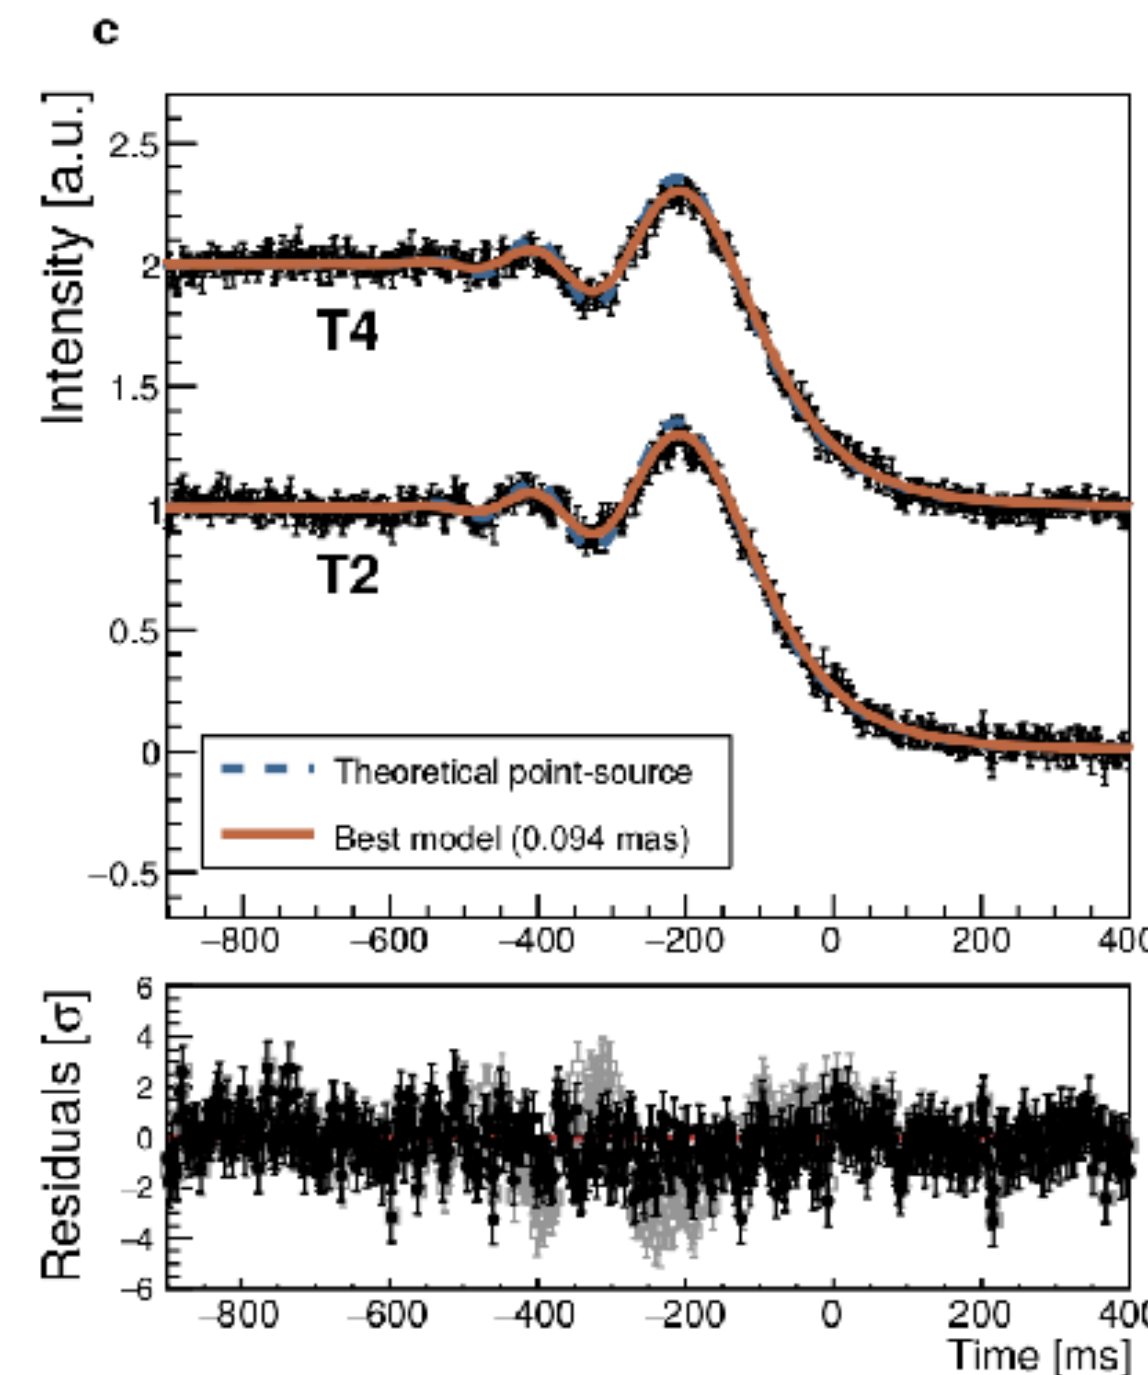 c
Intensity [a.u.]
2.5
2
T4
1.5
1
T2
0.5
0
Theoretical point-source
Best model (0.094 mas)
−0.5
−800 −600 −400 −200 0 200 400
Residuals [σ]
6
4
2
0
−2
−4
−6
−800 −600 −400 −200 0 200 400
Time [ms]